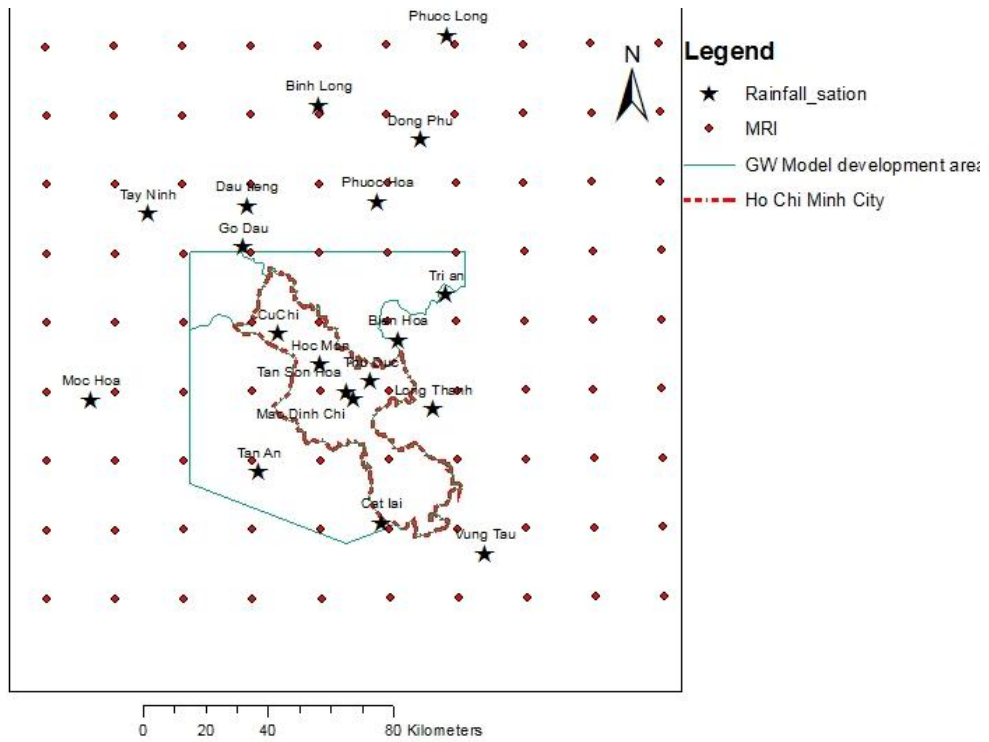 Phuoc Long
Legend
N
Binh Long
Rainfall_sation
Dong Phu
MRI
GW Model development area
Phuoc Hoa
Dau tieng
Tay Ninh
Ho Chi Minh City
Go Dau
Tri an
CuChi
Bien Hoa
Hoc Mon
Thu Duc
Tan Son Hoa
Moc Hoa
Long Thanh
Mac Dinh Chi
Tan An
Cat lai
Vung Tau
0 20 40 80 Kilometers